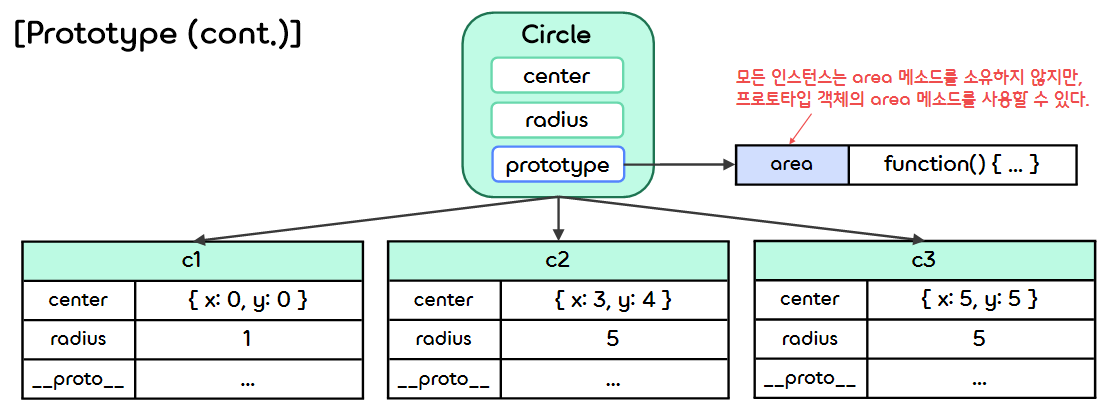 [Prototype (cont.)]
Circle
center
radius
prototype
모든 인스턴스는 area 메소드를 소유하지 않지만,
프로토타입 객체의 area 메소드를 사용할 수 있다.
area function() { ... }
c1
center { x: 0, y: 0 }
radius 1
__proto__ ...
c2
center { x: 3, y: 4 }
radius 5
__proto__ ...
c3
center { x: 5, y: 5 }
radius 5
__proto__ ...